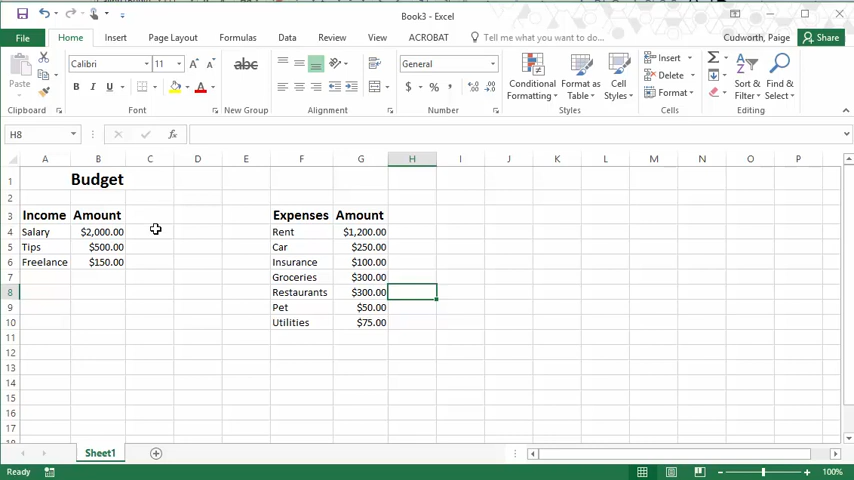 Book3 - Excel
File Home Insert Page Layout Formulas Data Review View ACROBAT Tell me what you want to do... Cudworth, Paige Share
Calibri 11 A A abc General Insert Σ
Paste B I U A $ % , Conditional Formatting Format as Table Cell Styles Delete Format Sort & Filter Find & Select
Clipboard Font New Group Alignment Number Styles Cells Editing
H8 fx
A B C D E F G H I J K L M N O P
1 Budget
2
3 Income Amount Expenses Amount
4 Salary $2,000.00 Rent $1,200.00
5 Tips $500.00 Car $250.00
6 Freelance $150.00 Insurance $100.00
7 Groceries $300.00
8 Restaurants $300.00
9 Pet $50.00
10 Utilities $75.00
11
12
13
14
15
16
17
Sheet1
Ready 100%